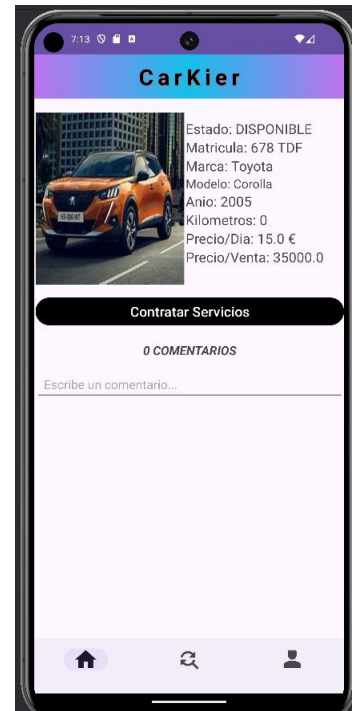 7:13
CarKier
Estado: DISPONIBLE
Matricula: 678 TDF
Marca: Toyota
Modelo: Corolla
Anio: 2005
Kilometros: 0
Precio/Dia: 15.0 €
Precio/Venta: 35000.0
Contratar Servicios
0 COMENTARIOS
Escribe un comentario...